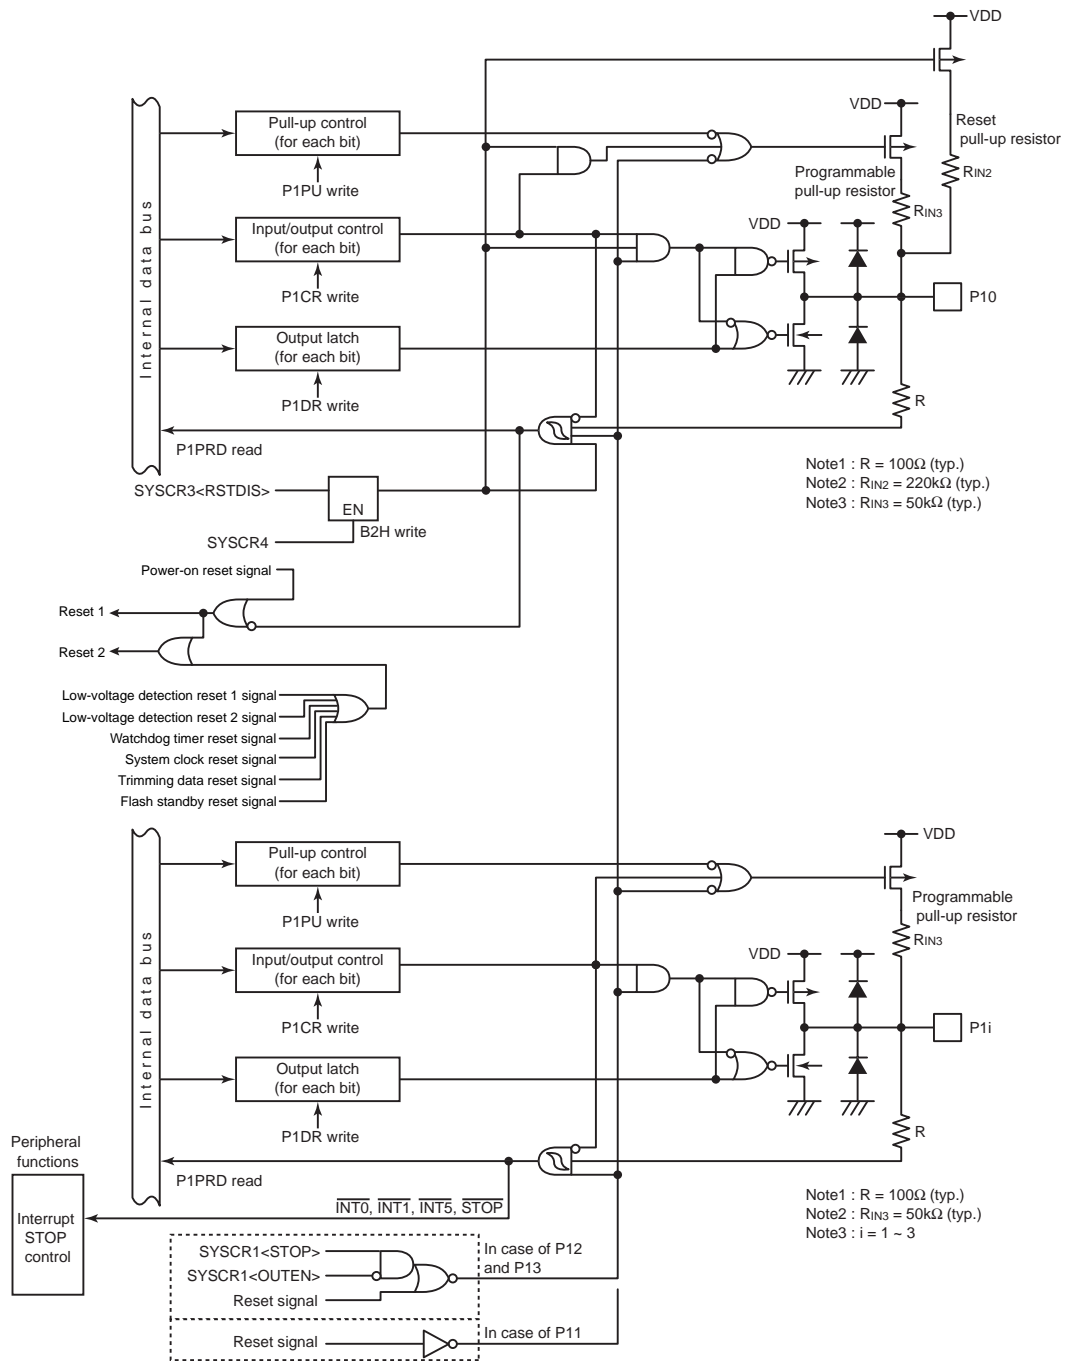 VDD
VDD
Pull-up control
(for each bit)
Reset
pull-up resistor
P1PU write
Programmable
pull-up resistor
RIN2
RIN3
Internal data bus
Input/output control
(for each bit)
VDD
P1CR write
P10
Output latch
(for each bit)
P1DR write
R
P1PRD read
Note1 : R = 100Ω (typ.)
Note2 : RIN2 = 220kΩ (typ.)
Note3 : RIN3 = 50kΩ (typ.)
SYSCR3<RSTDIS>
EN
B2H write
SYSCR4
Power-on reset signal
Reset 1
Reset 2
Low-voltage detection reset 1 signal
Low-voltage detection reset 2 signal
Watchdog timer reset signal
System clock reset signal
Trimming data reset signal
Flash standby reset signal
VDD
Pull-up control
(for each bit)
Programmable
pull-up resistor
P1PU write
RIN3
Internal data bus
Input/output control
(for each bit)
VDD
P1CR write
P1i
Output latch
(for each bit)
P1DR write
R
Peripheral
functions
P1PRD read
INT0, INT1, INT5, STOP
Interrupt
STOP
control
Note1 : R = 100Ω (typ.)
Note2 : RIN3 = 50kΩ (typ.)
Note3 : i = 1 ~ 3
SYSCR1<STOP>
In case of P12
and P13
SYSCR1<OUTEN>
Reset signal
Reset signal
In case of P11